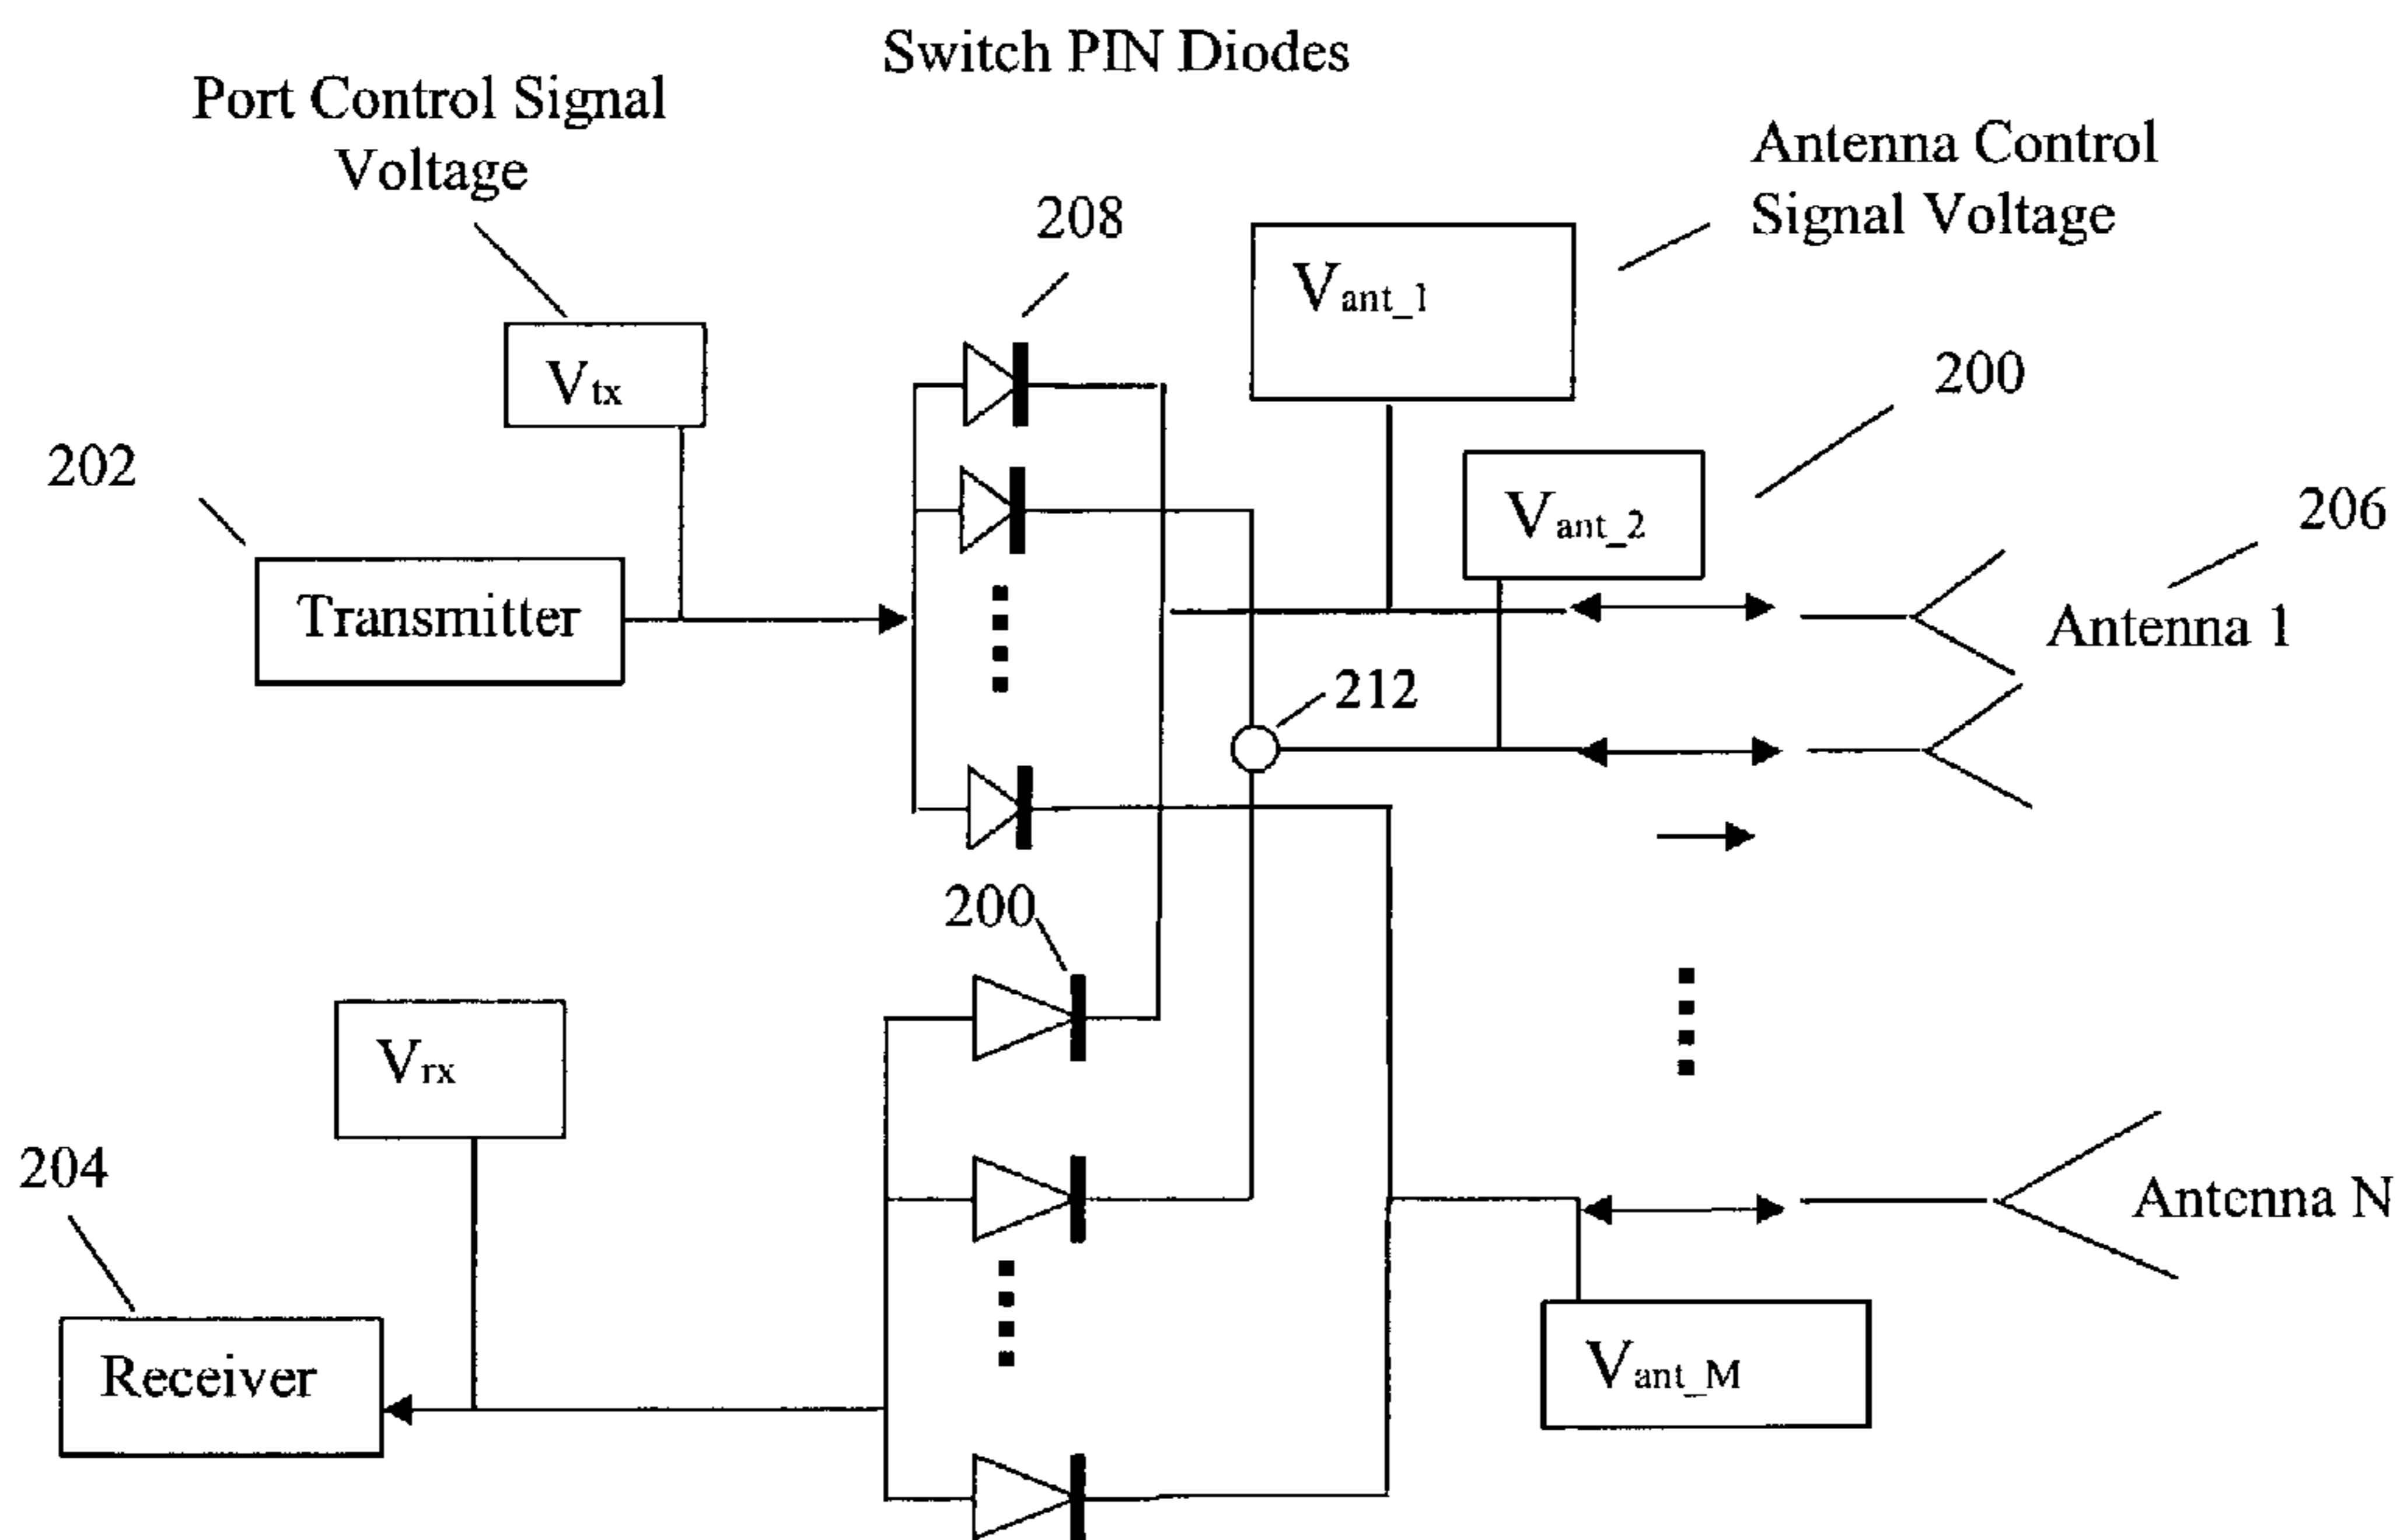 Switch PIN Diodes
Port Control Signal
Voltage
Antenna Control
Signal Voltage
208
Vant_1
Vtx
200
202
Vant_2
206
Transmitter
Antenna 1
212
200
Vrx
204
Antenna N
Receiver
Vant_M